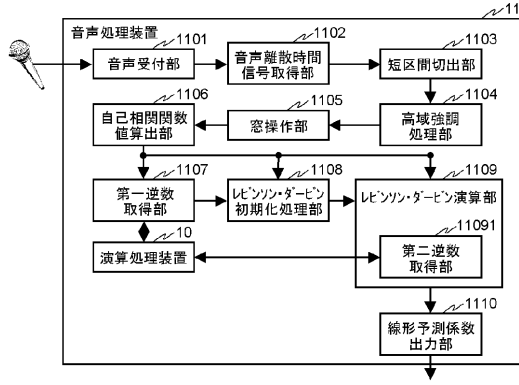 11
音声処理装置
1101
音声受付部
1102
音声離散時間
信号取得部
1103
短区間切出部
1104
高域強調
処理部
1105
窓操作部
1106
自己相関関数
値算出部
1107
第一逆数
取得部
1108
レビンソン・ダービン
初期化処理部
1109
レビンソン・ダービン演算部
10
演算処理装置
11091
第二逆数
取得部
1110
線形予測係数
出力部